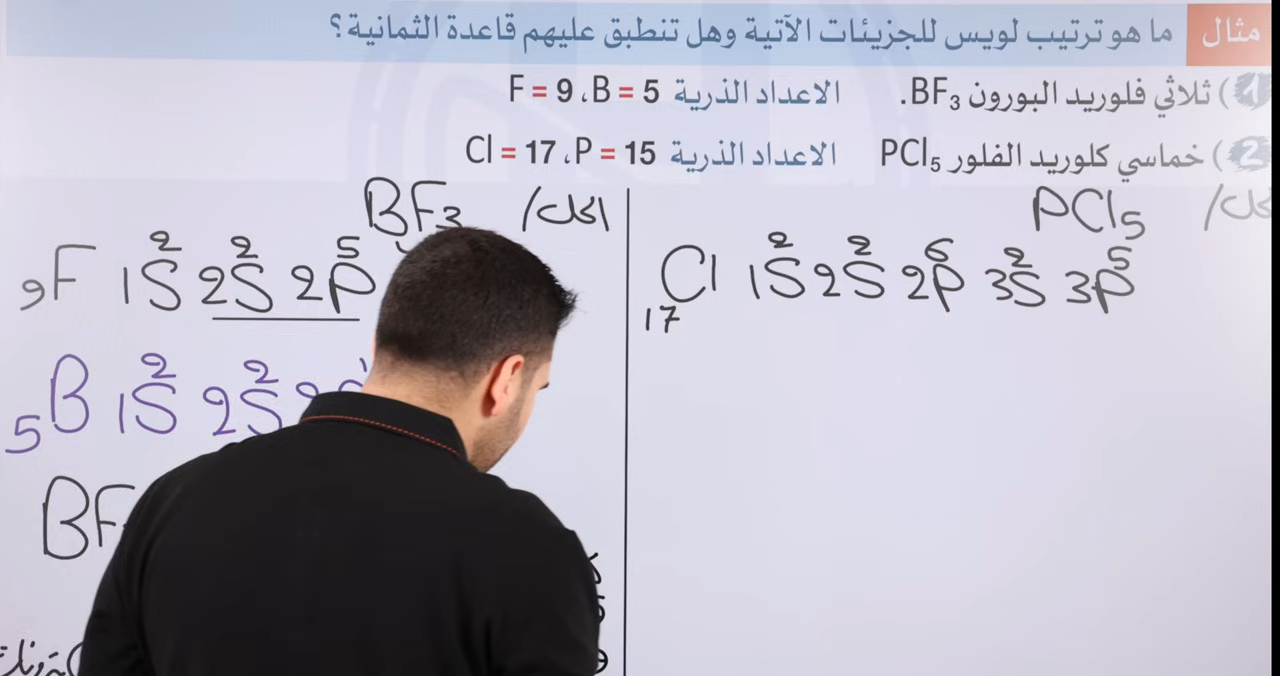 مثال ما هو ترتيب لويس للجزيئات الآتية وهل تنطبق عليهم قاعدة الثمانية؟
1) ثلاثي فلوريد البورون BF₃. الاعداد الذرية F = 9 ،B = 5
2) خماسي كلوريد الفلور PCl₅ الاعداد الذرية Cl = 17 ،P = 15
PCl₅ /
Cl 1S² 2S² 2P⁶ 3S² 3P⁵
17
الحل/ BF₃
₉F 1S² 2S² 2P⁵
₅B 1S² 2S²
BF